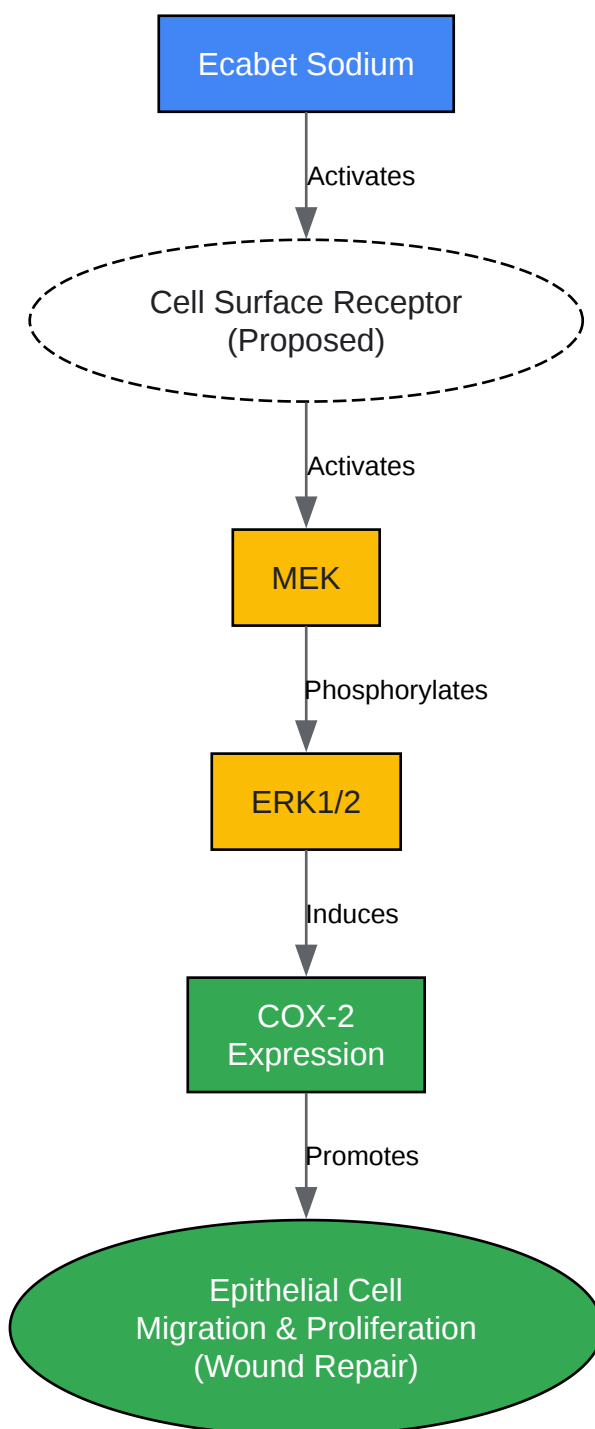 Ecabet Sodium
Activates
Cell Surface Receptor
(Proposed)
Activates
MEK
Phosphorylates
ERK1/2
Induces
COX-2
Expression
Promotes
Epithelial Cell
Migration & Proliferation
(Wound Repair)